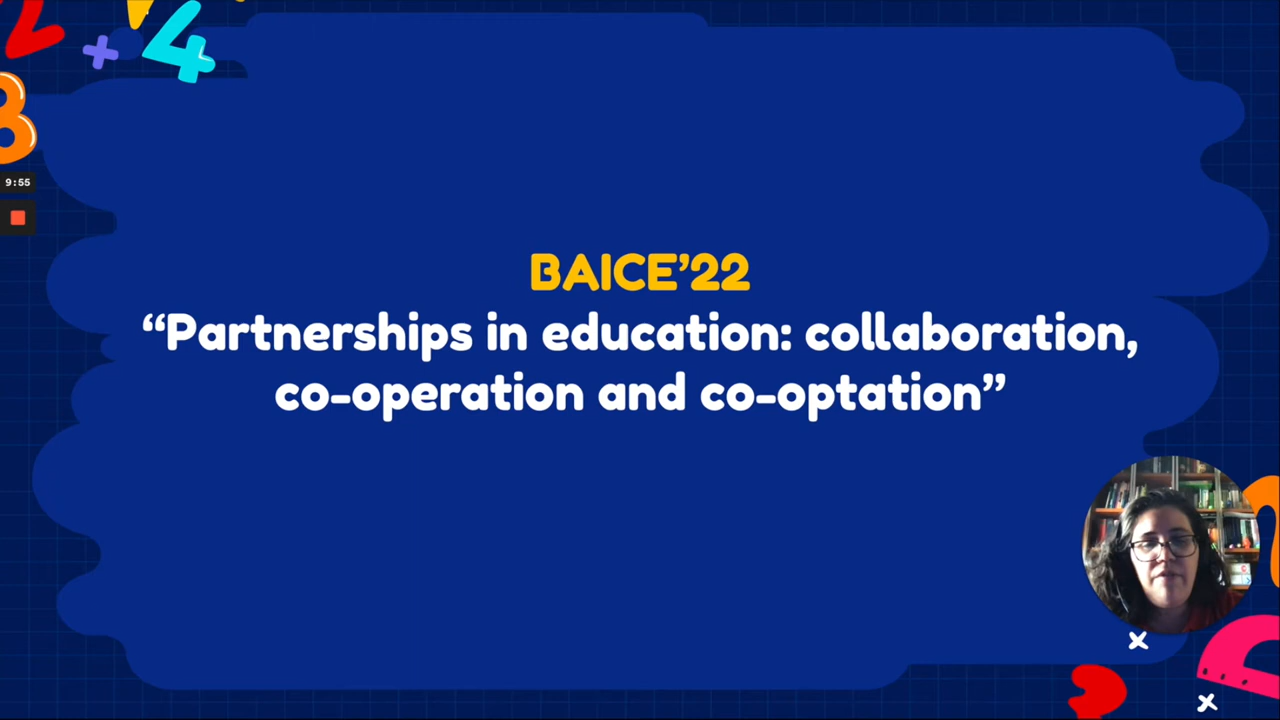 9:55
BAICE’22
“Partnerships in education: collaboration,
co-operation and co-optation”